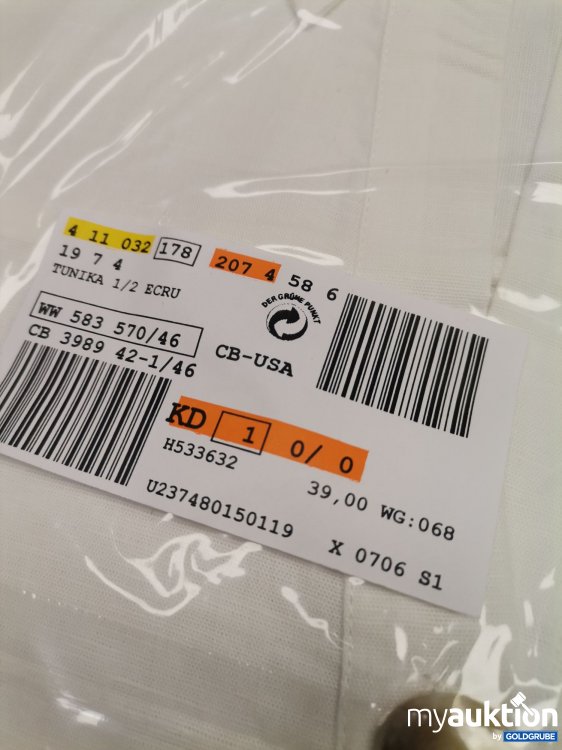 4 11 032 178 207 4 58 6
19 7 4
TUNIKA 1/2 ECRU
DER GRÜNE PUNKT
WW 583 570/46
CB 3989 42-1/46
CB-USA
KD 1 0/ 0
H533632
39,00 WG:068
U237480150119
X 0706 S1
myauktion
by GOLDGRUBE